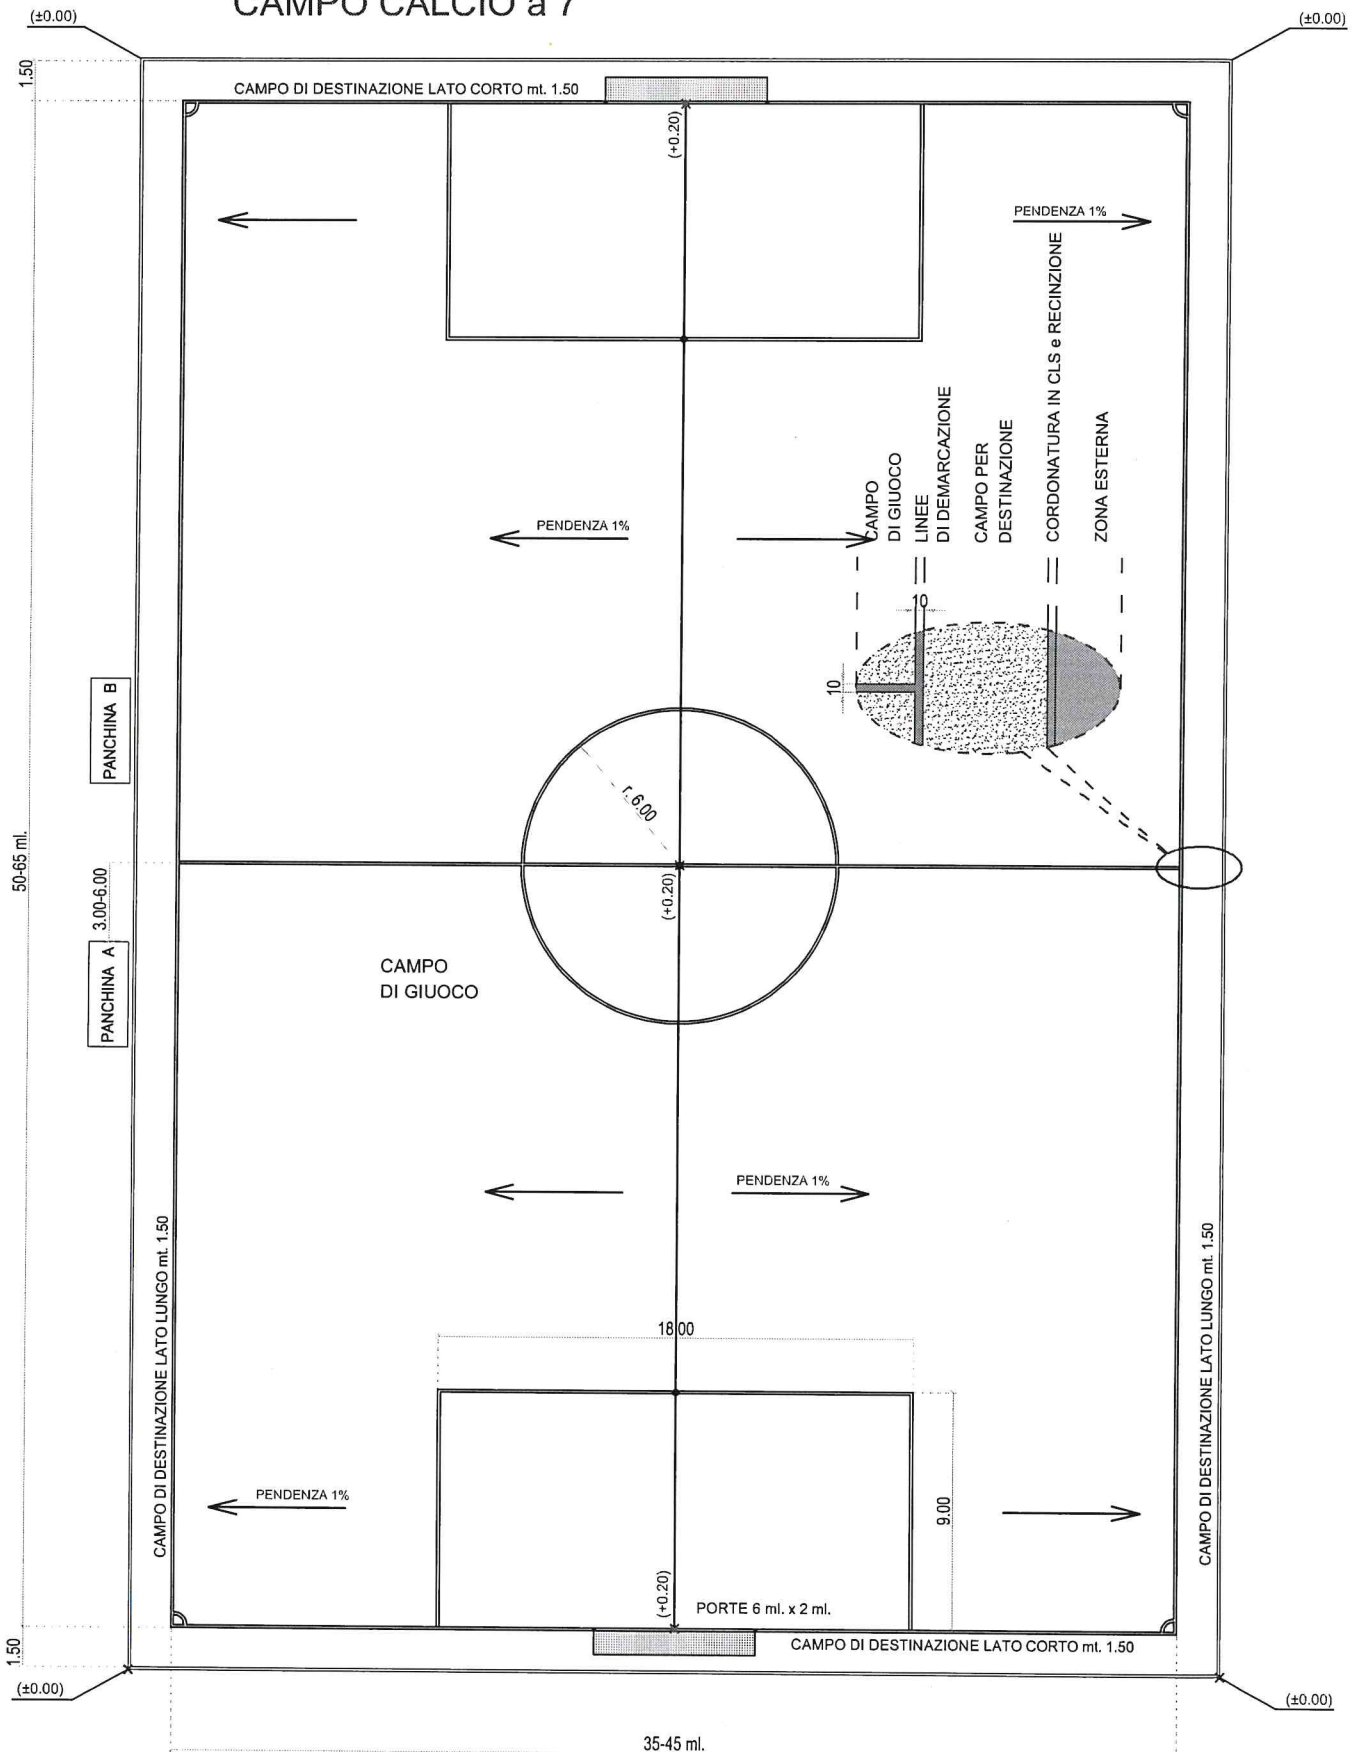 CAMPO CALCIO a 7
(±0.00)
(±0.00)
1.50
CAMPO DI DESTINAZIONE LATO CORTO mt. 1.50
(+0.20)
PENDENZA 1%
CAMPO
DI GIUOCO
LINEE
DI DEMARCAZIONE
CAMPO PER
DESTINAZIONE
CORDONATURA IN CLS e RECINZIONE
ZONA ESTERNA
PENDENZA 1%
10
10
PANCHINA B
r. 6.00
50-65 ml.
3.00-6.00
(+0.20)
PANCHINA A
CAMPO
DI GIUOCO
PENDENZA 1%
CAMPO DI DESTINAZIONE LATO LUNGO mt. 1.50
CAMPO DI DESTINAZIONE LATO LUNGO mt. 1.50
18.00
PENDENZA 1%
9.00
(+0.20)
PORTE 6 ml. x 2 ml.
1.50
CAMPO DI DESTINAZIONE LATO CORTO mt. 1.50
(±0.00)
(±0.00)
35-45 ml.